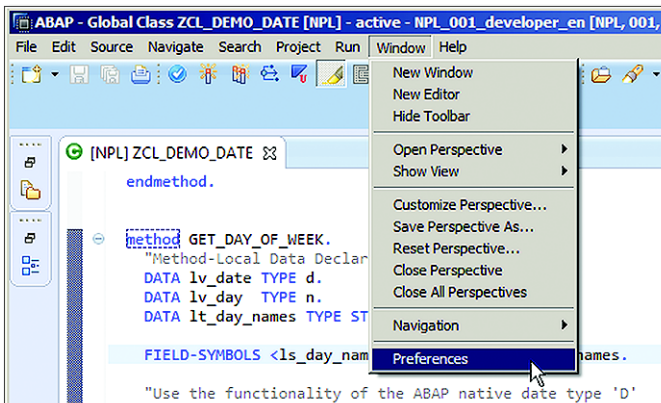 ABAP - Global Class ZCL_DEMO_DATE [NPL] - active - NPL_001_developer_en [NPL, 001,
File Edit Source Navigate Search Project Run Window Help
New Window
New Editor
Hide Toolbar
Open Perspective
Show View
Customize Perspective...
Save Perspective As...
Reset Perspective...
Close Perspective
Close All Perspectives
Navigation
Preferences
[NPL] ZCL_DEMO_DATE
endmethod.
method GET_DAY_OF_WEEK.
"Method-Local Data Declar
DATA lv_date TYPE d.
DATA lv_day TYPE n.
DATA lt_day_names TYPE ST
FIELD-SYMBOLS <ls_day_nam ames.
"Use the functionality of the ABAP native date type 'D'